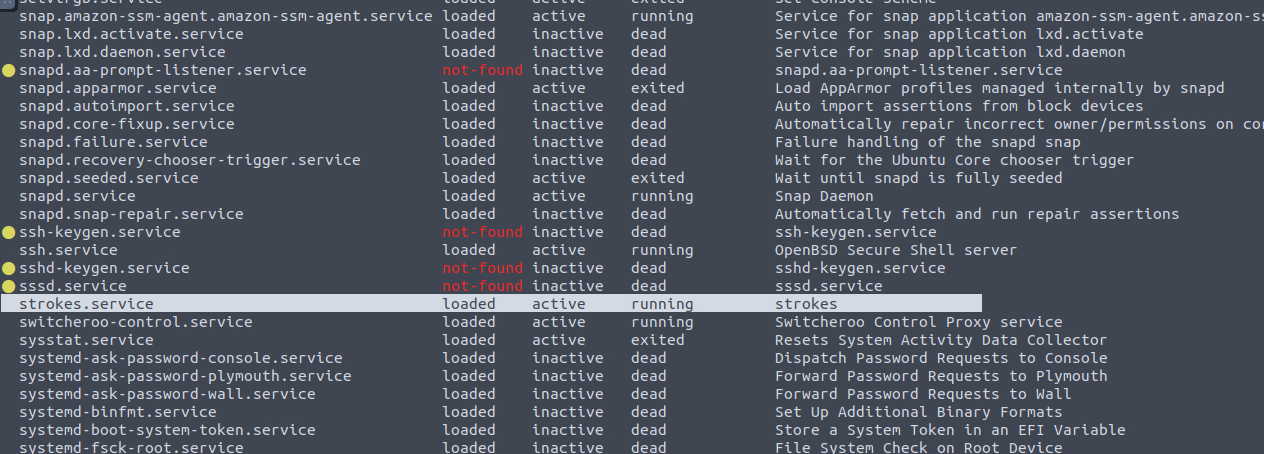 setvtrgb.service loaded active exited Set console scheme
snap.amazon-ssm-agent.amazon-ssm-agent.service loaded active running Service for snap application amazon-ssm-agent.amazon-ss
snap.lxd.activate.service loaded inactive dead Service for snap application lxd.activate
snap.lxd.daemon.service loaded inactive dead Service for snap application lxd.daemon
snapd.aa-prompt-listener.service not-found inactive dead snapd.aa-prompt-listener.service
snapd.apparmor.service loaded active exited Load AppArmor profiles managed internally by snapd
snapd.autoimport.service loaded inactive dead Auto import assertions from block devices
snapd.core-fixup.service loaded inactive dead Automatically repair incorrect owner/permissions on cor
snapd.failure.service loaded inactive dead Failure handling of the snapd snap
snapd.recovery-chooser-trigger.service loaded inactive dead Wait for the Ubuntu Core chooser trigger
snapd.seeded.service loaded active exited Wait until snapd is fully seeded
snapd.service loaded active running Snap Daemon
snapd.snap-repair.service loaded inactive dead Automatically fetch and run repair assertions
ssh-keygen.service not-found inactive dead ssh-keygen.service
ssh.service loaded active running OpenBSD Secure Shell server
sshd-keygen.service not-found inactive dead sshd-keygen.service
sssd.service not-found inactive dead sssd.service
strokes.service loaded active running strokes
switcheroo-control.service loaded active running Switcheroo Control Proxy service
sysstat.service loaded active exited Resets System Activity Data Collector
systemd-ask-password-console.service loaded inactive dead Dispatch Password Requests to Console
systemd-ask-password-plymouth.service loaded inactive dead Forward Password Requests to Plymouth
systemd-ask-password-wall.service loaded inactive dead Forward Password Requests to Wall
systemd-binfmt.service loaded inactive dead Set Up Additional Binary Formats
systemd-boot-system-token.service loaded inactive dead Store a System Token in an EFI Variable
systemd-fsck-root.service loaded inactive dead File System Check on Root Device